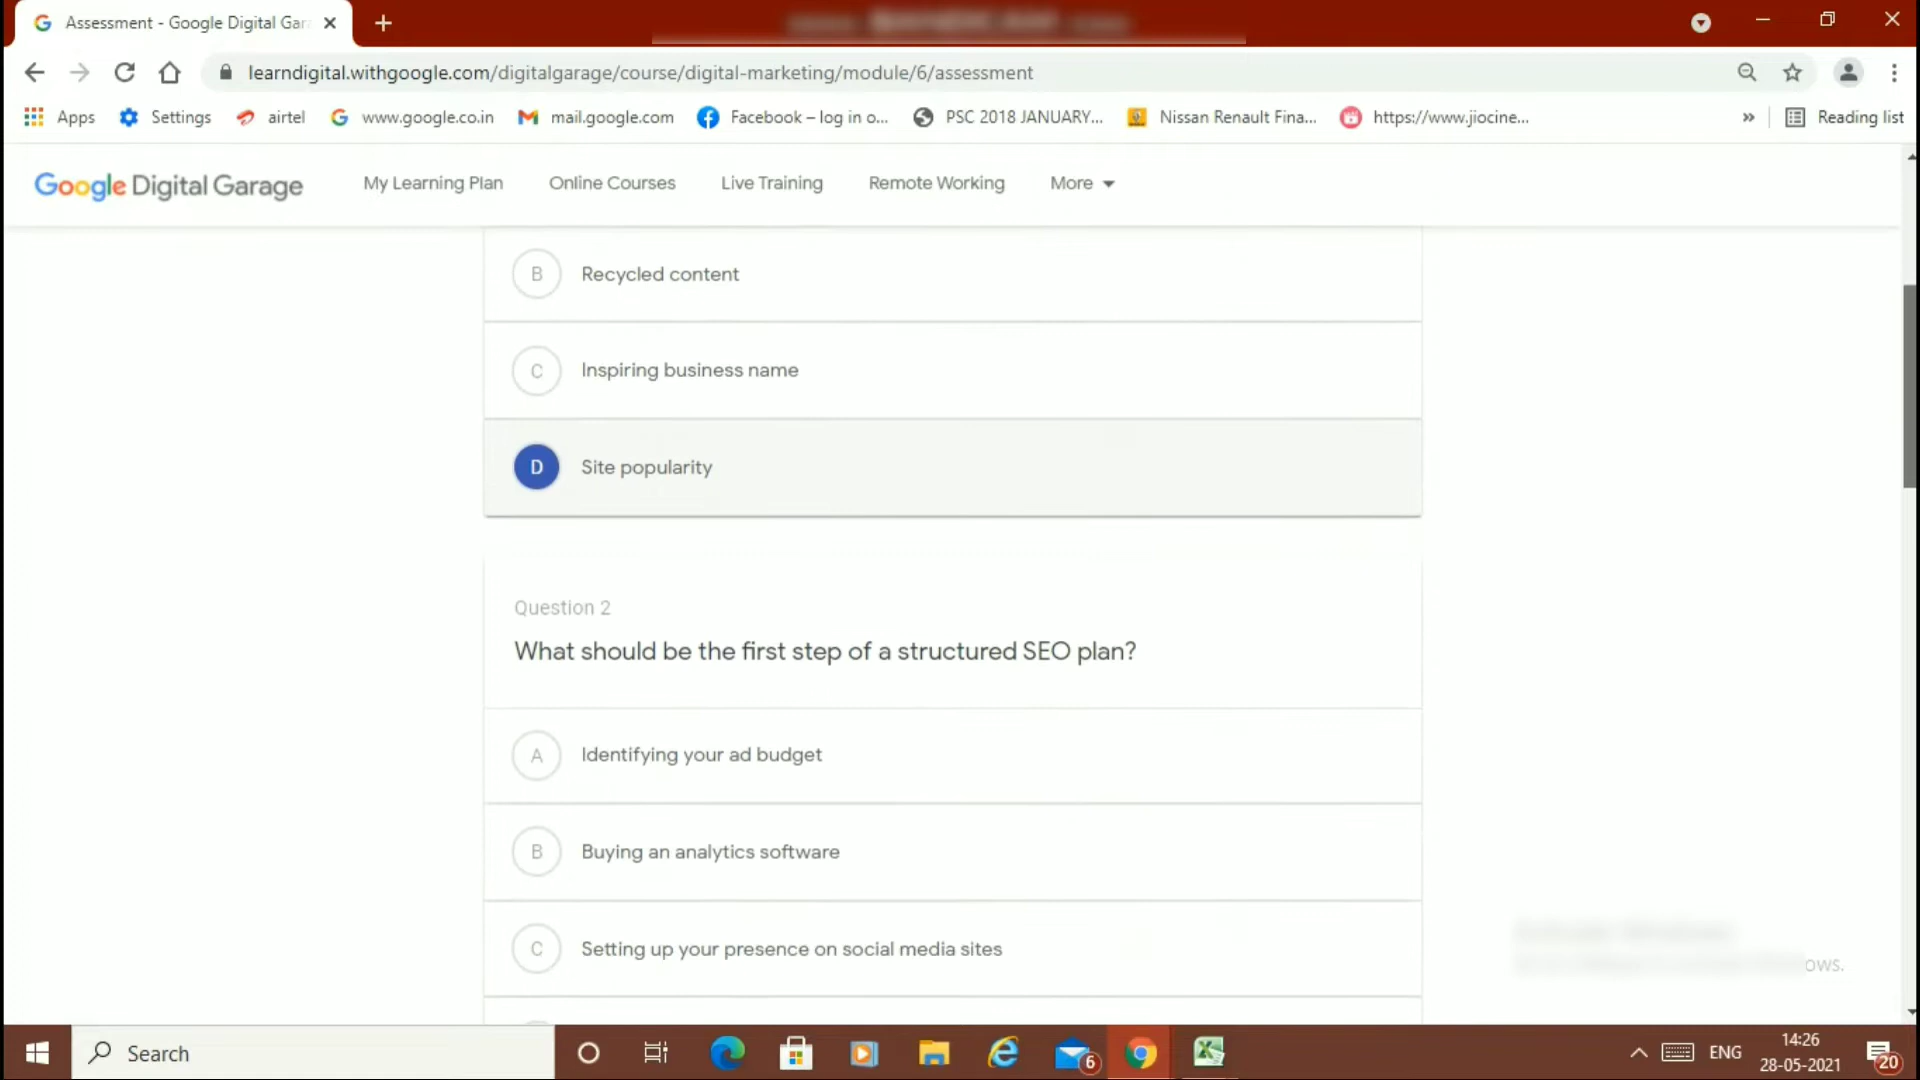 Assessment - Google Digital Gar
learndigital.withgoogle.com/digitalgarage/course/digital-marketing/module/6/assessment
Apps Settings airtel www.google.co.in mail.google.com Facebook – log in o... PSC 2018 JANUARY... Nissan Renault Fina... https://www.jiocine... » Reading list
Google Digital Garage My Learning Plan Online Courses Live Training Remote Working More
B Recycled content
C Inspiring business name
D Site popularity
Question 2
What should be the first step of a structured SEO plan?
A Identifying your ad budget
B Buying an analytics software
C Setting up your presence on social media sites
ows.
Search
6
ENG
14:26
28-05-2021
20